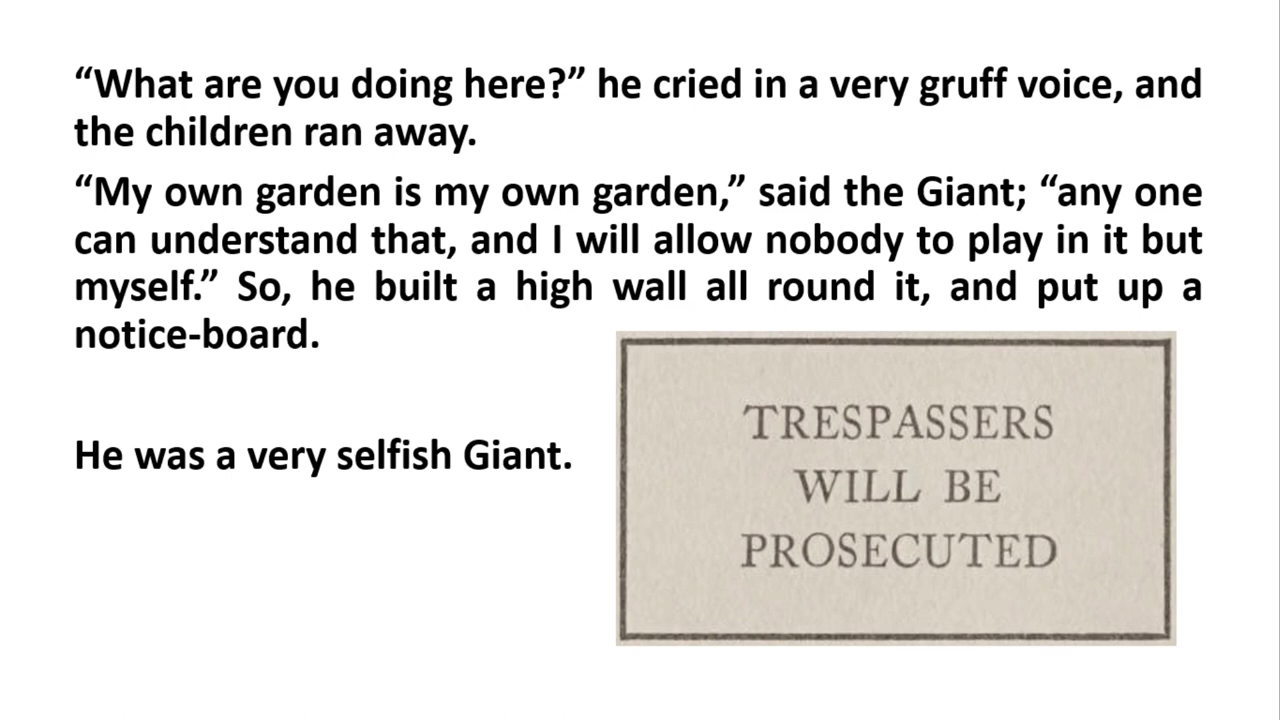 “What are you doing here?” he cried in a very gruff voice, and
the children ran away.
“My own garden is my own garden,” said the Giant; “any one
can understand that, and I will allow nobody to play in it but
myself.” So, he built a high wall all round it, and put up a
notice-board.
He was a very selfish Giant.
TRESPASSERS
WILL BE
PROSECUTED